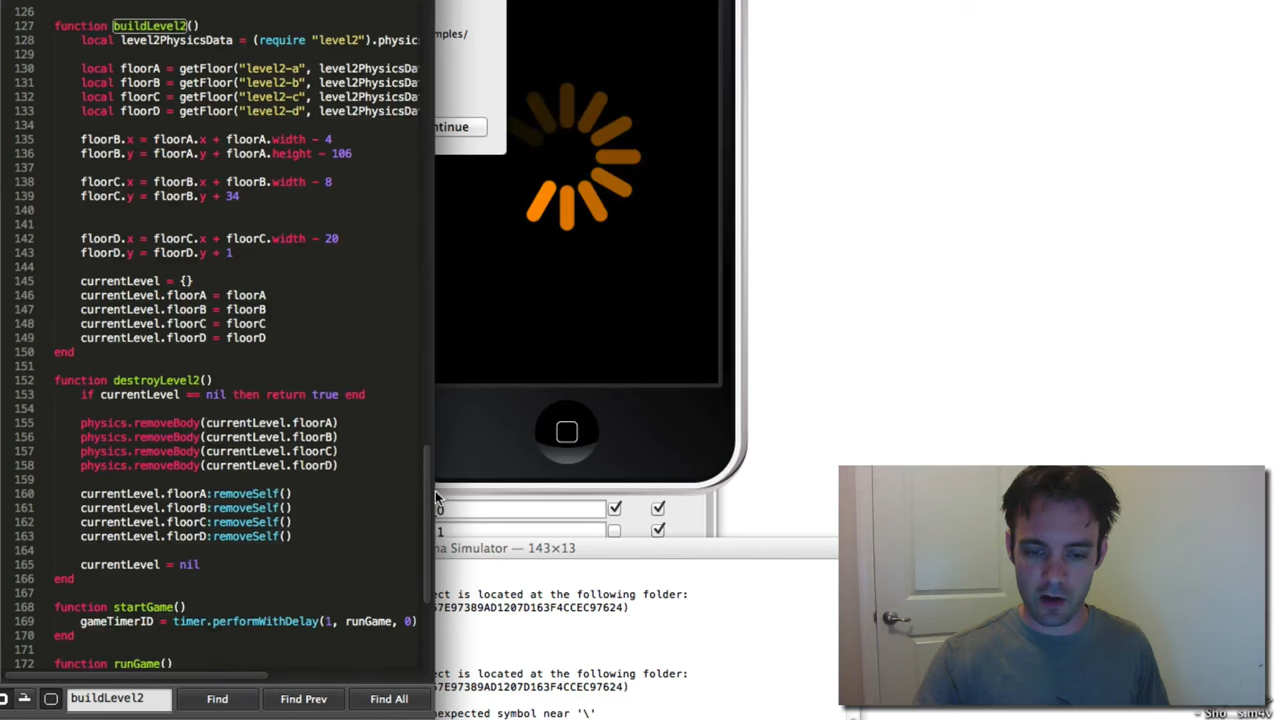 126
127 function buildLevel2()
128 local level2PhysicsData = (require "level2").physics
129
130 local floorA = getFloor("level2-a", level2PhysicsDa
131 local floorB = getFloor("level2-b", level2PhysicsDa
132 local floorC = getFloor("level2-c", level2PhysicsDa
133 local floorD = getFloor("level2-d", level2PhysicsDa
134
135 floorB.x = floorA.x + floorA.width - 4
136 floorB.y = floorA.y + floorA.height - 106
137
138 floorC.x = floorB.x + floorB.width - 8
139 floorC.y = floorB.y + 34
140
141
142 floorD.x = floorC.x + floorC.width - 20
143 floorD.y = floorD.y + 1
144
145 currentLevel = {}
146 currentLevel.floorA = floorA
147 currentLevel.floorB = floorB
148 currentLevel.floorC = floorC
149 currentLevel.floorD = floorD
150 end
151
152 function destroyLevel2()
153 if currentLevel == nil then return true end
154
155 physics.removeBody(currentLevel.floorA)
156 physics.removeBody(currentLevel.floorB)
157 physics.removeBody(currentLevel.floorC)
158 physics.removeBody(currentLevel.floorD)
159
160 currentLevel.floorA:removeSelf()
161 currentLevel.floorB:removeSelf()
162 currentLevel.floorC:removeSelf()
163 currentLevel.floorD:removeSelf()
164
165 currentLevel = nil
166 end
167
168 function startGame()
169 gameTimerID = timer.performWithDelay(1, runGame, 0)
170 end
171
172 function runGame()
buildLevel2 Find Find Prev Find All
mples/
ntinue
0
1
na Simulator — 143×13
ect is located at the following folder:
57E97389AD1207D163F4CCEC97624)
ect is located at the following folder:
57E97389AD1207D163F4CCEC97624)
nexpected symbol near '\'
- Sho...s.m4v